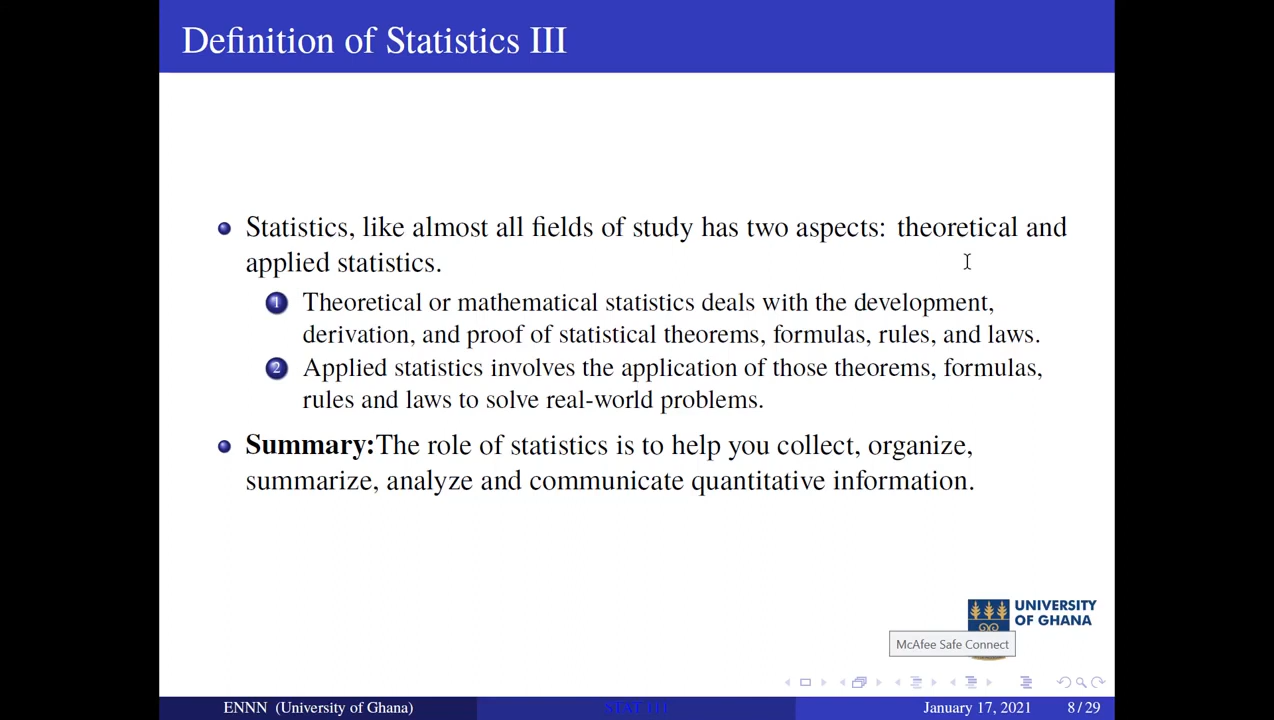 Definition of Statistics III
Statistics, like almost all fields of study has two aspects: theoretical and
applied statistics.
1 Theoretical or mathematical statistics deals with the development,
derivation, and proof of statistical theorems, formulas, rules, and laws.
2 Applied statistics involves the application of those theorems, formulas,
rules and laws to solve real-world problems.
Summary:The role of statistics is to help you collect, organize,
summarize, analyze and communicate quantitative information.
UNIVERSITY
OF GHANA
McAfee Safe Connect
ENNN (University of Ghana) STAT 111 January 17, 2021 8 / 29